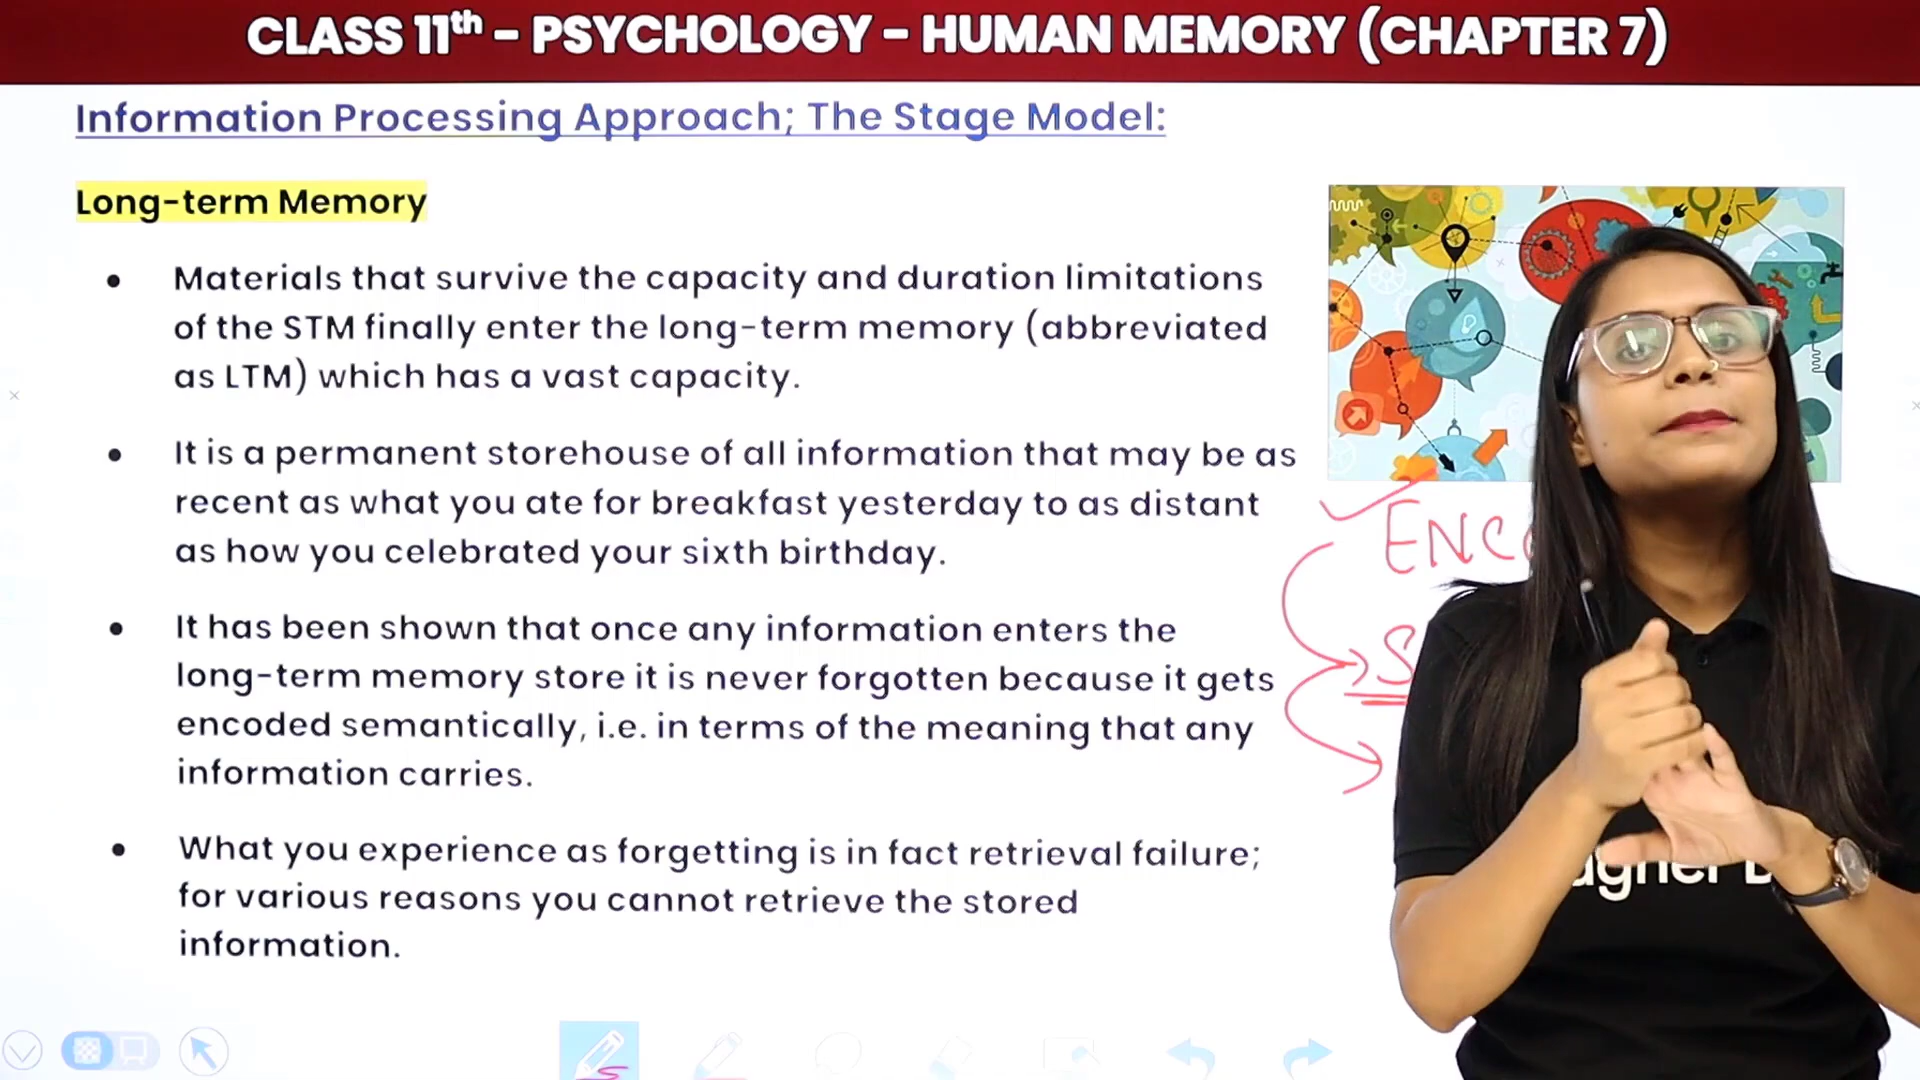 CLASS 11th - PSYCHOLOGY - HUMAN MEMORY (CHAPTER 7)
Information Processing Approach; The Stage Model:
Long-term Memory
• Materials that survive the capacity and duration limitations
of the STM finally enter the long-term memory (abbreviated
as LTM) which has a vast capacity.
• It is a permanent storehouse of all information that may be as
recent as what you ate for breakfast yesterday to as distant
as how you celebrated your sixth birthday.
• It has been shown that once any information enters the
long-term memory store it is never forgotten because it gets
encoded semantically, i.e. in terms of the meaning that any
information carries.
• What you experience as forgetting is in fact retrieval failure;
for various reasons you cannot retrieve the stored
information.